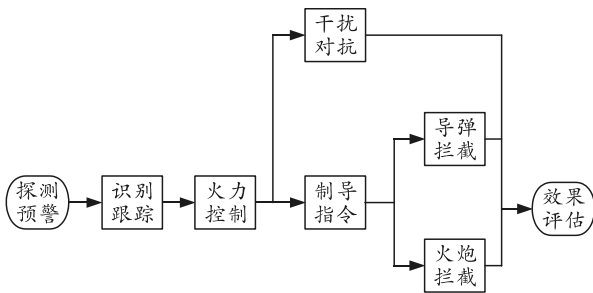 干扰
对抗
导弹
拦截
探测
预警
识别
跟踪
火力
控制
制导
指令
效果
评估
火炮
拦截